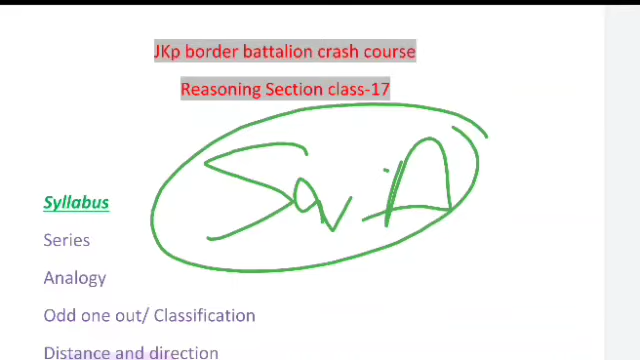 JKp border battalion crash course
Reasoning Section class-17
Syllabus
Series
Analogy
Odd one out/ Classification
Distance and direction